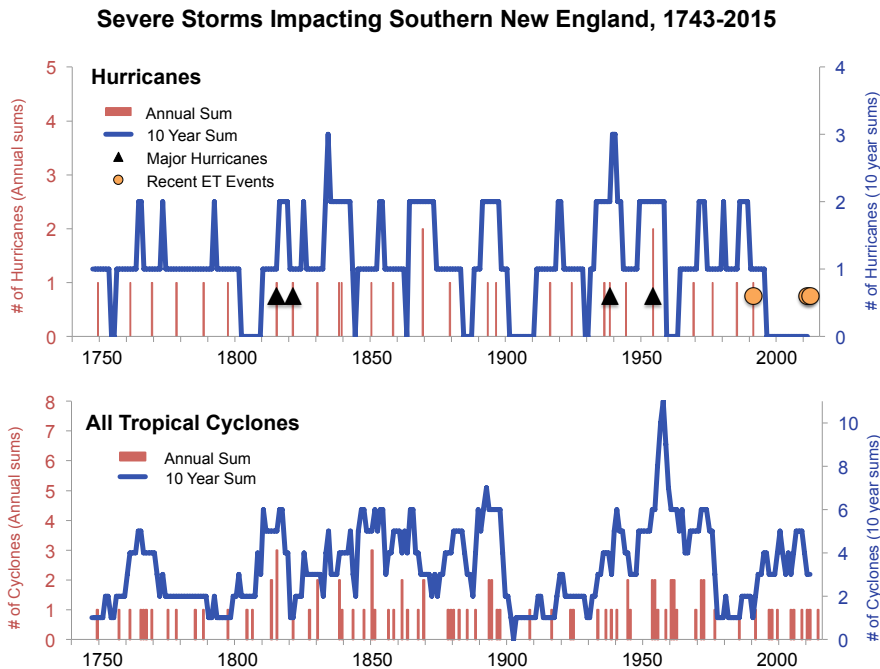 Severe Storms Impacting Southern New England, 1743-2015
Hurricanes
Annual Sum
10 Year Sum
Major Hurricanes
Recent ET Events
# of Hurricanes (Annual sums)
5
4
3
2
1
0
# of Hurricanes (10 year sums)
4
3
2
1
0
1750 1800 1850 1900 1950 2000
All Tropical Cyclones
Annual Sum
10 Year Sum
# of Cyclones (Annual sums)
8
7
6
5
4
3
2
1
0
# of Cyclones (10 year sums)
10
8
6
4
2
0
1750 1800 1850 1900 1950 2000